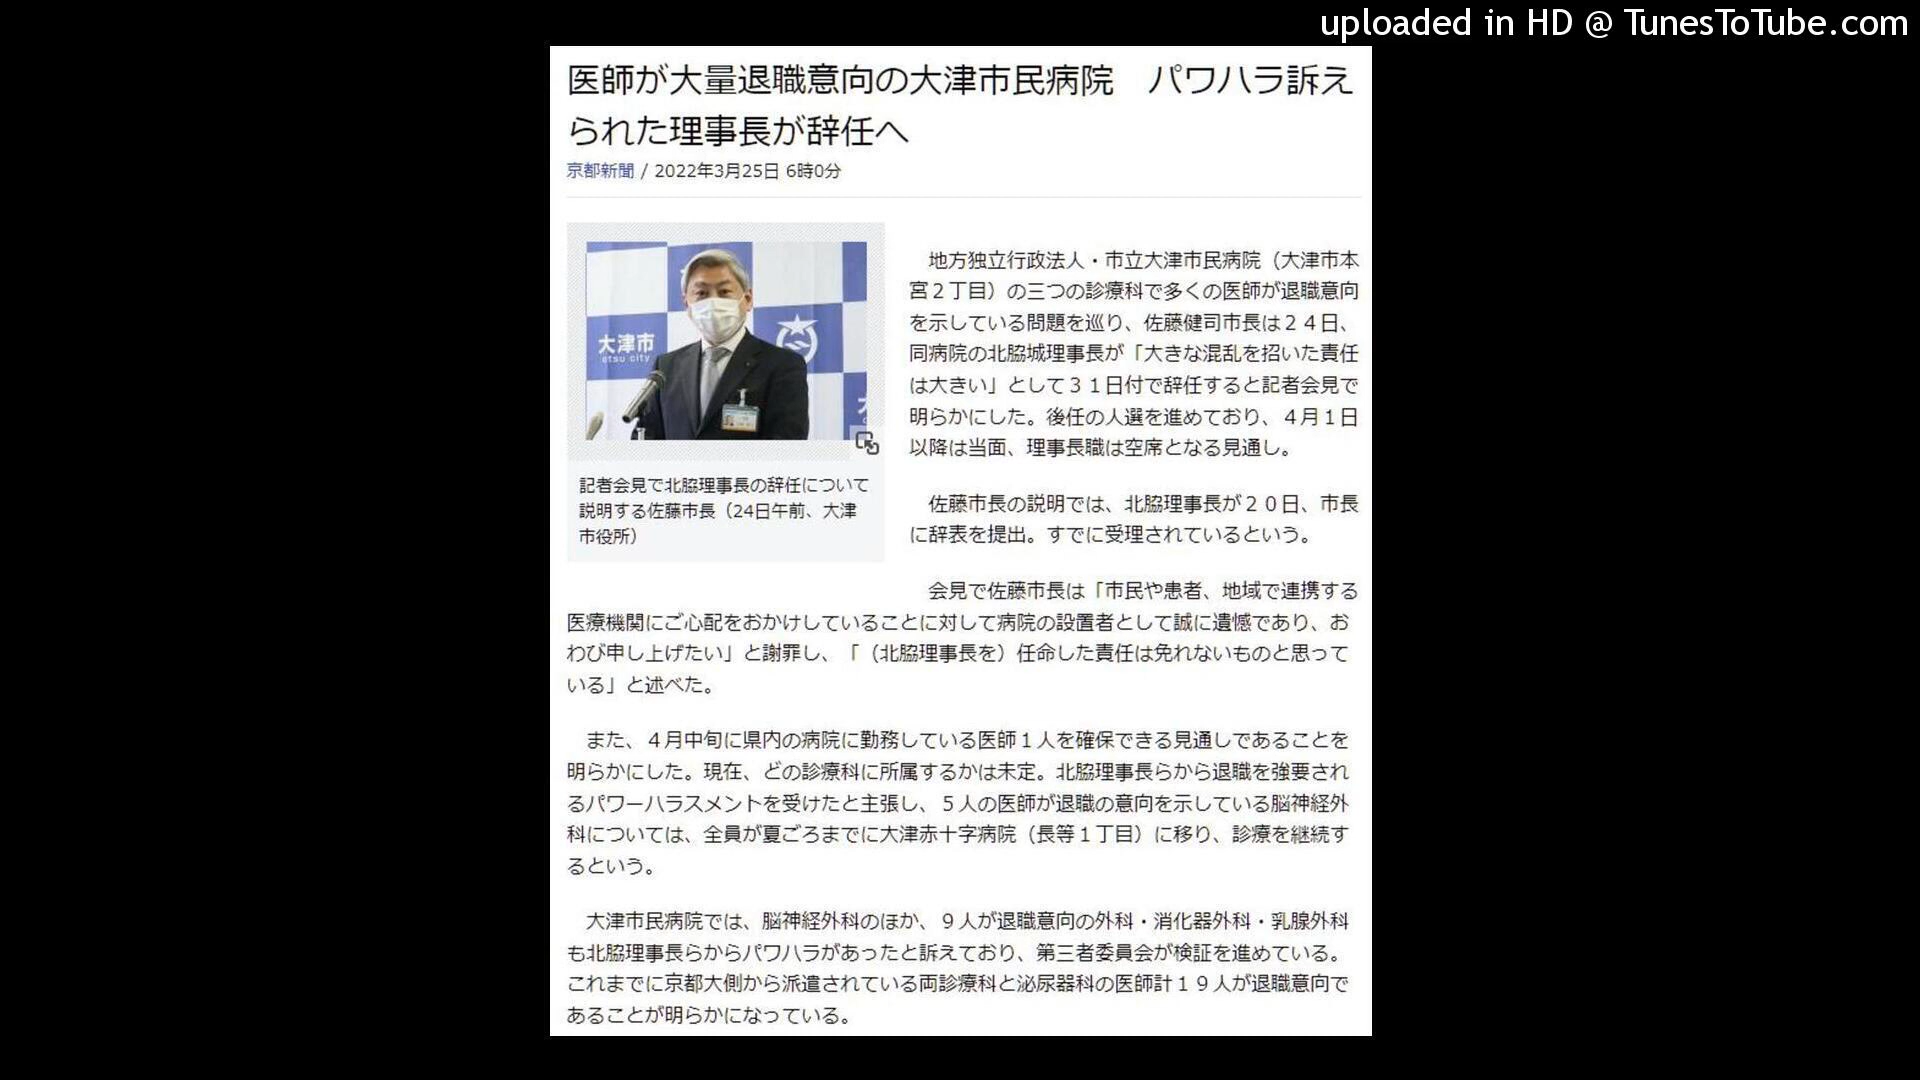 uploaded in HD @ TunesToTube.com
医師が大量退職意向の大津市民病院　パワハラ訴え
られた理事長が辞任へ
京都新聞 / 2022年3月25日 6時0分
大津市
otsu city
大
記者会見で北脇理事長の辞任について
説明する佐藤市長（24日午前、大津
市役所）
　地方独立行政法人・市立大津市民病院（大津市本
宮２丁目）の三つの診療科で多くの医師が退職意向
を示している問題を巡り、佐藤健司市長は２４日、
同病院の北脇城理事長が「大きな混乱を招いた責任
は大きい」として３１日付で辞任すると記者会見で
明らかにした。後任の人選を進めており、４月１日
以降は当面、理事長職は空席となる見通し。
　佐藤市長の説明では、北脇理事長が２０日、市長
に辞表を提出。すでに受理されているという。
　会見で佐藤市長は「市民や患者、地域で連携する
医療機関にご心配をおかけしていることに対して病院の設置者として誠に遺憾であり、お
わび申し上げたい」と謝罪し、「（北脇理事長を）任命した責任は免れないものと思って
いる」と述べた。
　また、４月中旬に県内の病院に勤務している医師１人を確保できる見通しであることを
明らかにした。現在、どの診療科に所属するかは未定。北脇理事長らから退職を強要され
るパワーハラスメントを受けたと主張し、５人の医師が退職の意向を示している脳神経外
科については、全員が夏ごろまでに大津赤十字病院（長等１丁目）に移り、診療を継続す
るという。
　大津市民病院では、脳神経外科のほか、９人が退職意向の外科・消化器外科・乳腺外科
も北脇理事長らからパワハラがあったと訴えており、第三者委員会が検証を進めている。
これまでに京都大側から派遣されている両診療科と泌尿器科の医師計１９人が退職意向で
あることが明らかになっている。